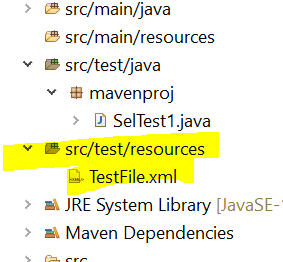 src/main/java
src/main/resources
src/test/java
mavenproj
SelTest1.java
src/test/resources
TestFile.xml
JRE System Library [JavaSE-
Maven Dependencies
src